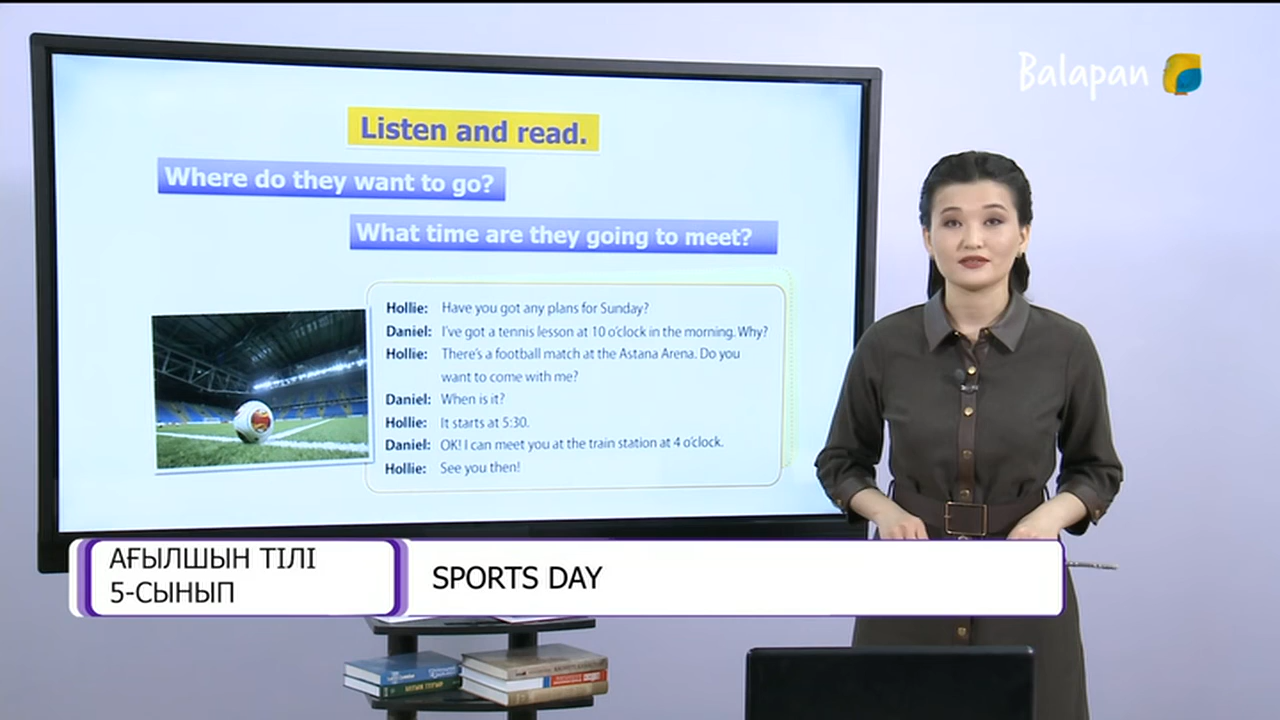 Balapan
Listen and read.
Where do they want to go?
What time are they going to meet?
Hollie: Have you got any plans for Sunday?
Daniel: I've got a tennis lesson at 10 o'clock in the morning. Why?
Hollie: There's a football match at the Astana Arena. Do you
want to come with me?
Daniel: When is it?
Hollie: It starts at 5:30.
Daniel: OK! I can meet you at the train station at 4 o'clock.
Hollie: See you then!
АҒЫЛШЫН ТІЛІ
5-СЫНЫП
SPORTS DAY